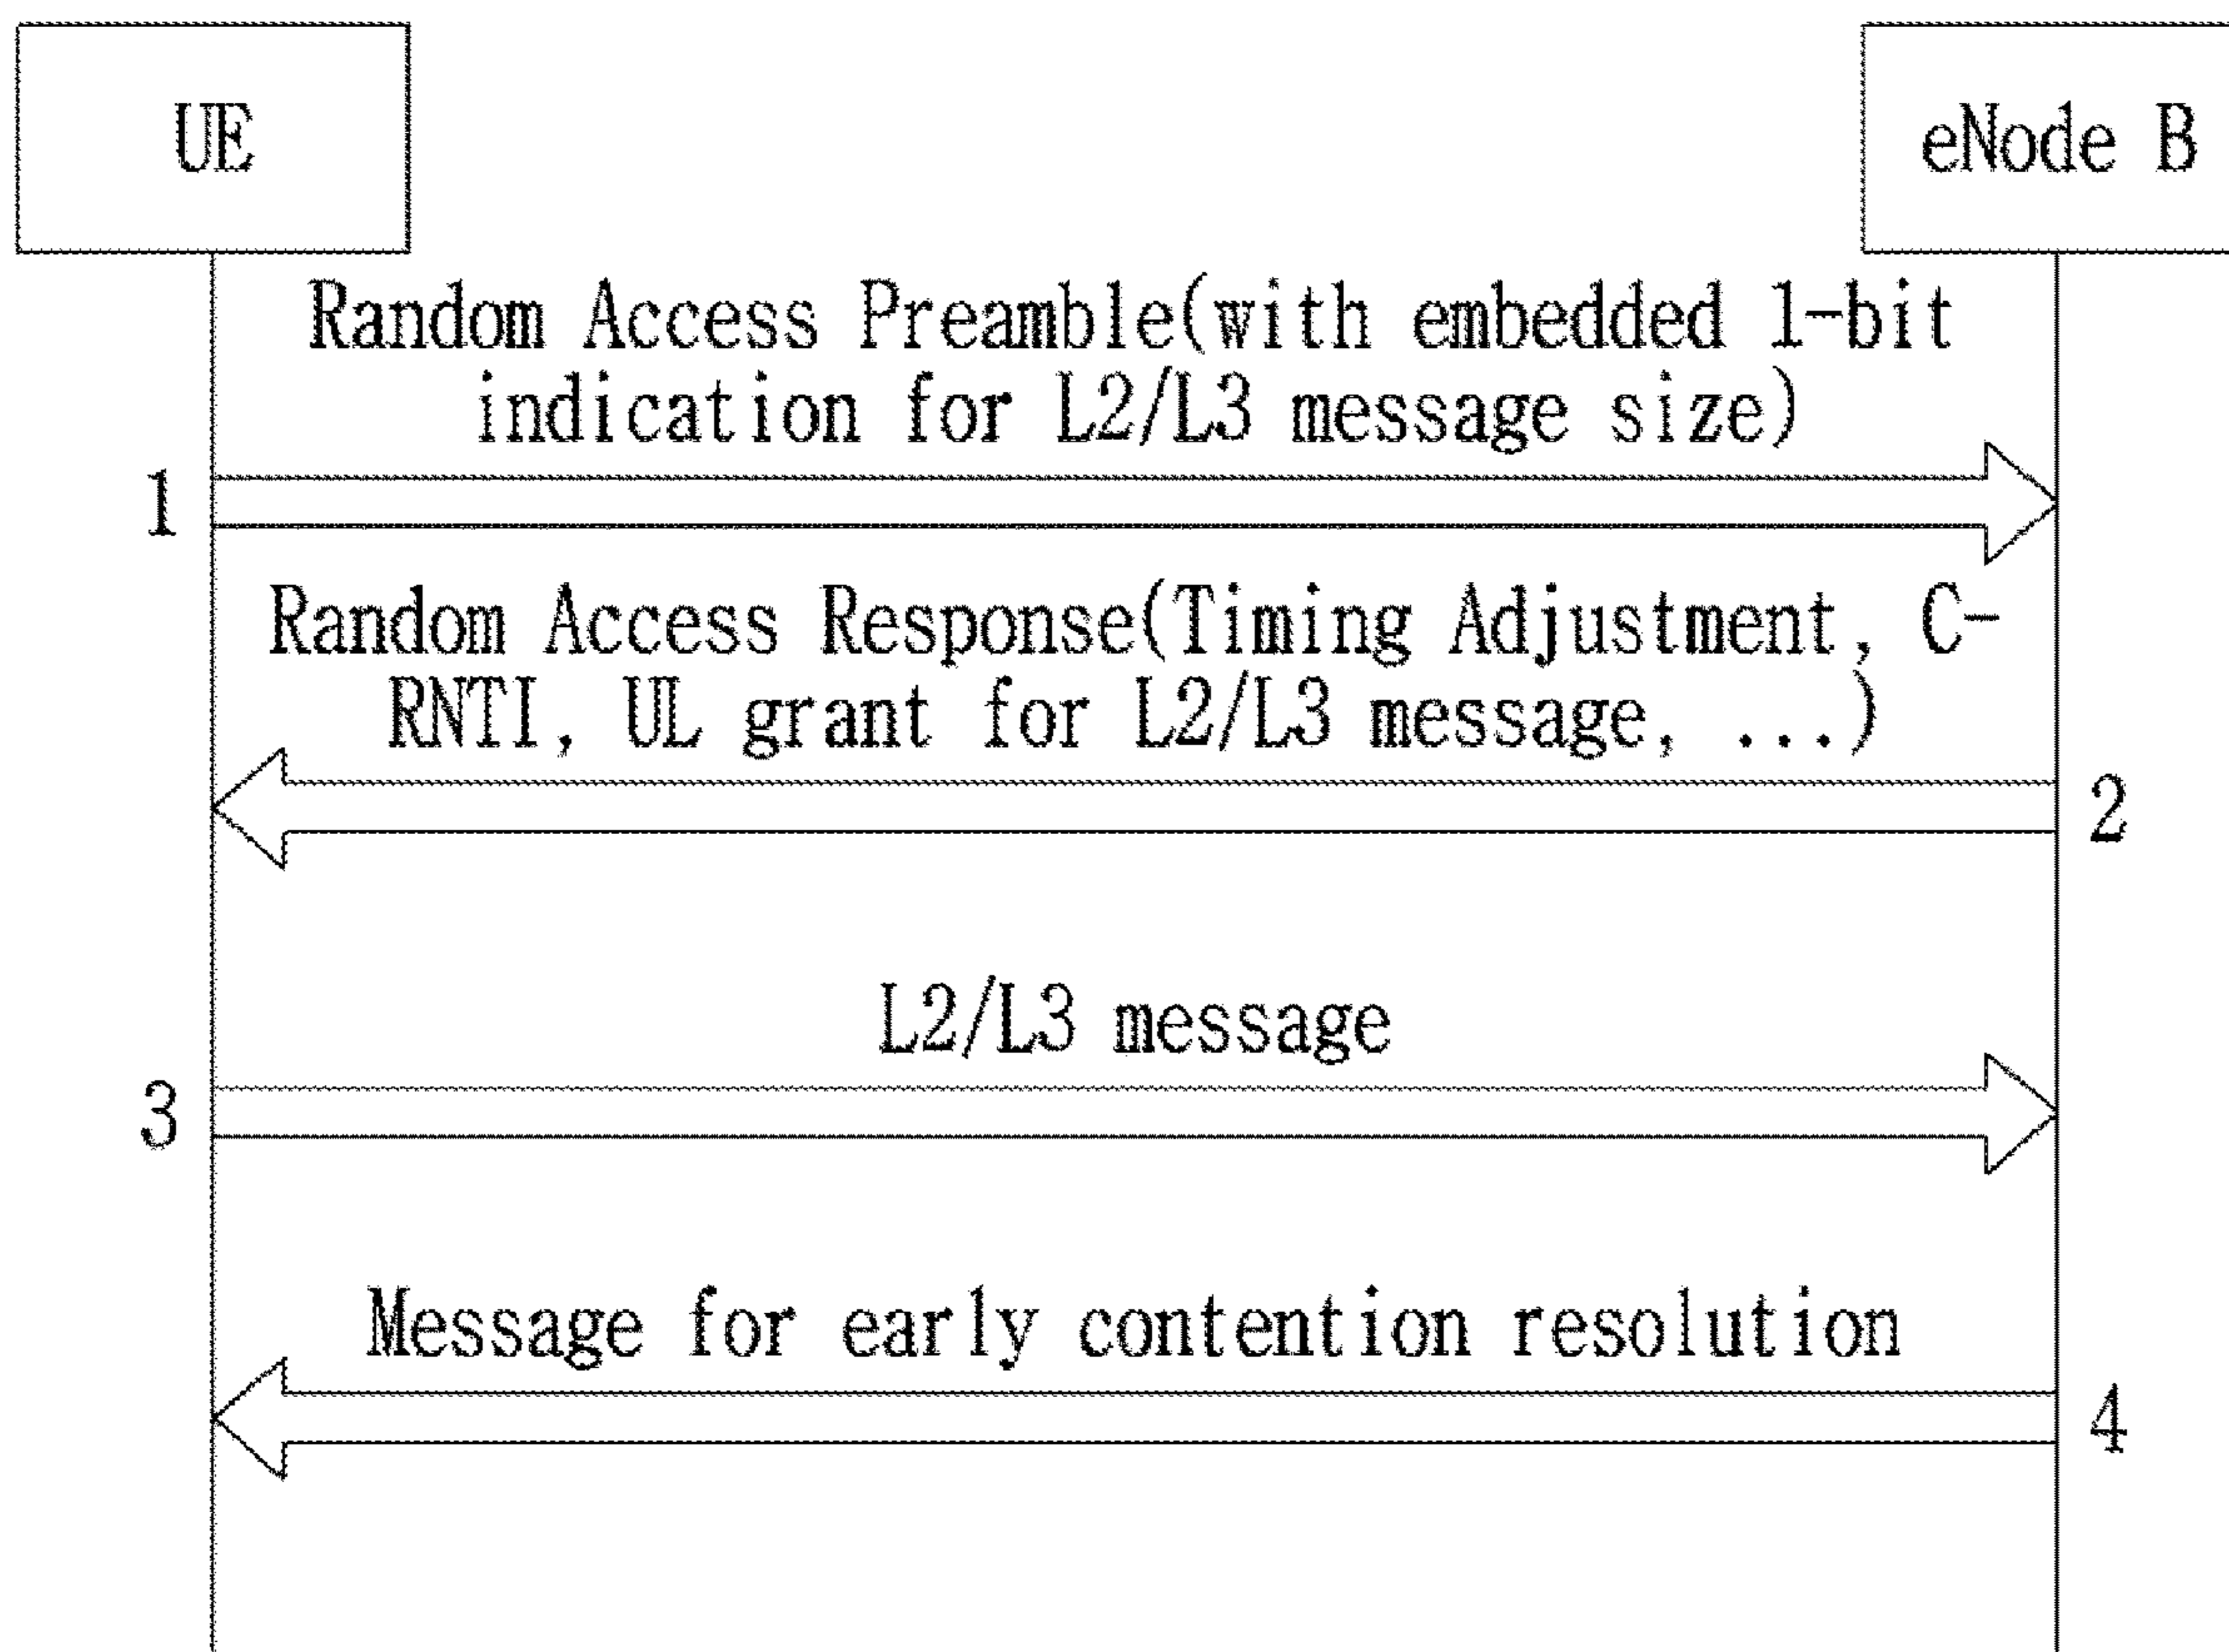 UE
eNode B
Random Access Preamble(with embedded 1-bit
indication for L2/L3 message size)
1
Random Access Response(Timing Adjustment, C-
RNTI, UL grant for L2/L3 message, ...)
2
L2/L3 message
3
Message for early contention resolution
4